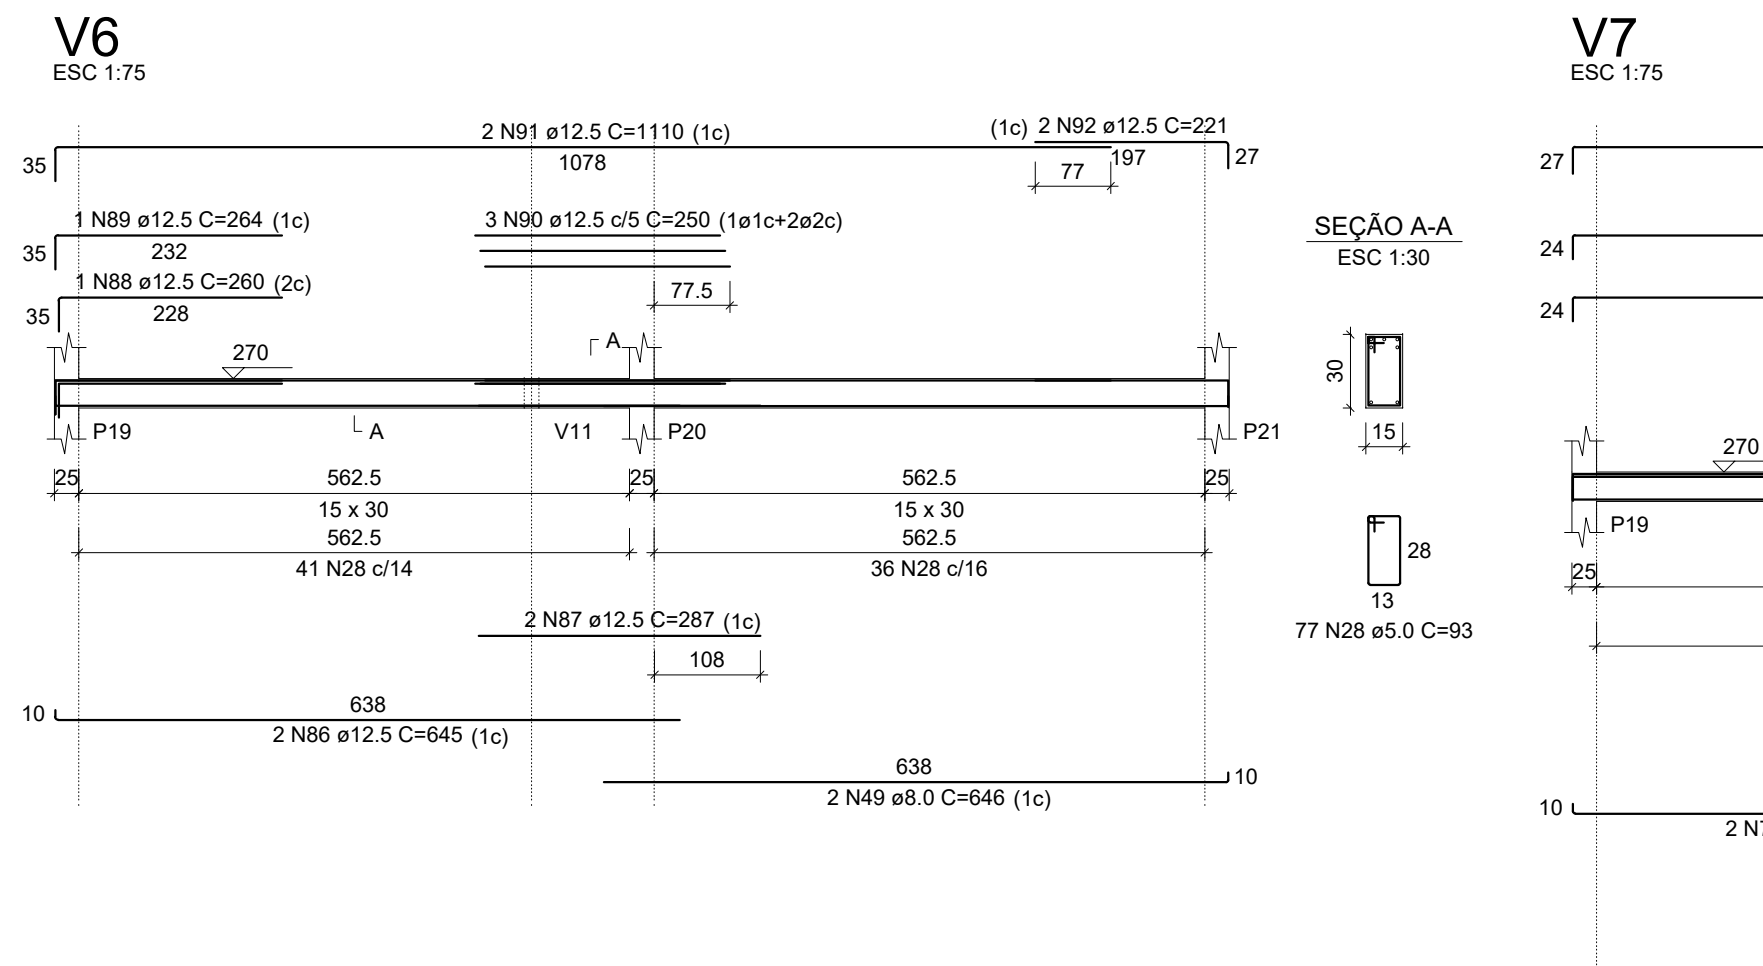 V6
ESC 1:75
2 N91 ø12.5 C=1110 (1c)
35
1078
(1c) 2 N92 ø12.5 C=221
197
27
77
1 N89 ø12.5 C=264 (1c)
35
232
3 N90 ø12.5 c/5 C=250 (1ø1c+2ø2c)
77.5
1 N88 ø12.5 C=260 (2c)
35
228
270
A
P19
A
V11
P20
P21
25
562.5
25
562.5
25
15 x 30
15 x 30
562.5
562.5
41 N28 c/14
36 N28 c/16
2 N87 ø12.5 C=287 (1c)
108
10
638
2 N86 ø12.5 C=645 (1c)
638
10
2 N49 ø8.0 C=646 (1c)
SEÇÃO A-A
ESC 1:30
30
15
28
13
77 N28 ø5.0 C=93
V7
ESC 1:75
27
24
24
270
P19
25
10
2 N7